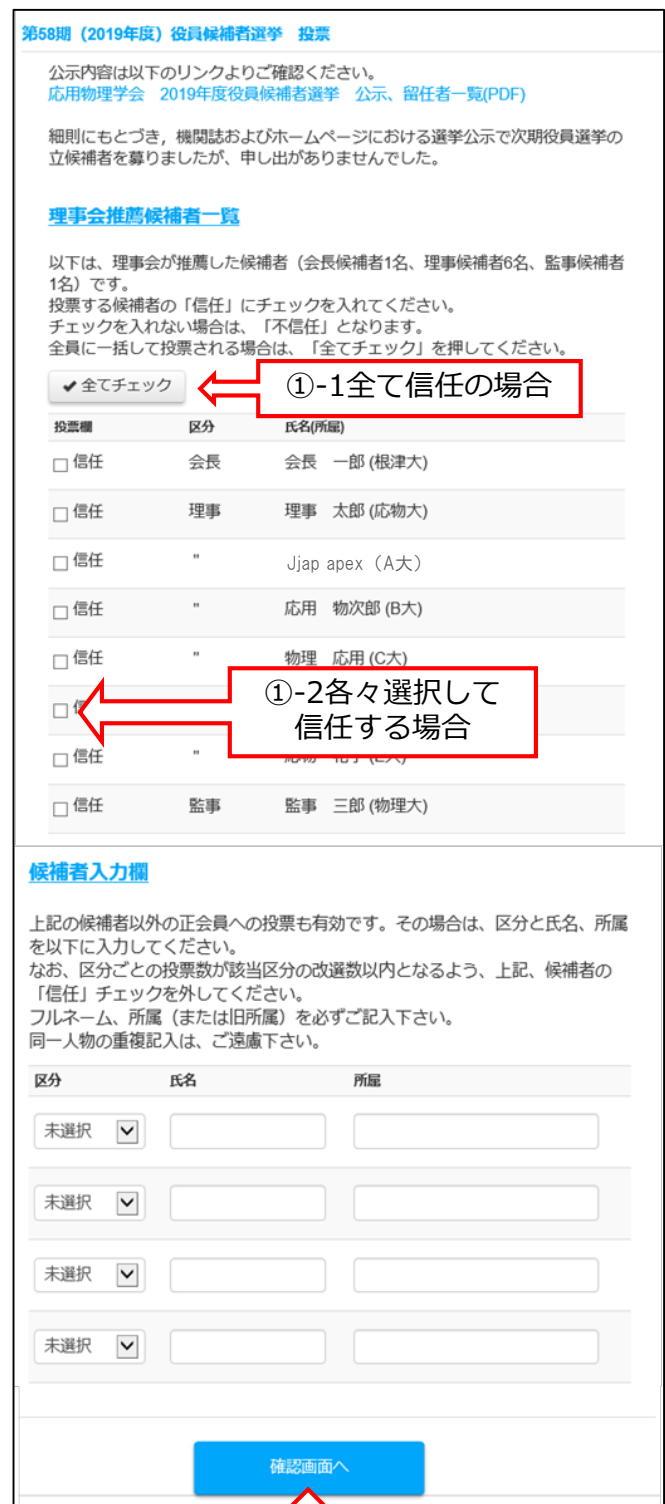 第58期（2019年度）役員候補者選挙　投票
公示内容は以下のリンクよりご確認ください。
応用物理学会　2019年度役員候補者選挙　公示、留任者一覧(PDF)
細則にもとづき，機関誌およびホームページにおける選挙公示で次期役員選挙の
立候補者を募りましたが、申し出がありませんでした。
理事会推薦候補者一覧
以下は、理事会が推薦した候補者（会長候補者1名、理事候補者6名、監事候補者
1名）です。
投票する候補者の「信任」にチェックを入れてください。
チェックを入れない場合は、「不信任」となります。
全員に一括して投票される場合は、「全てチェック」を押してください。
✔全てチェック
①-1全て信任の場合
投票欄　区分　氏名(所属)
信任　会長　会長　一郎 (根津大)
信任　理事　理事　太郎 (応物大)
信任　"　Jjap apex（A大）
信任　"　応用　物次郎 (B大)
信任　"　物理　応用 (C大)
①-2各々選択して
信任する場合
信任　"
信任　監事　監事　三郎 (物理大)
候補者入力欄
上記の候補者以外の正会員への投票も有効です。その場合は、区分と氏名、所属
を以下に入力してください。
なお、区分ごとの投票数が該当区分の改選数以内となるよう、上記、候補者の
「信任」チェックを外してください。
フルネーム、所属（または旧所属）を必ずご記入下さい。
同一人物の重複記入は、ご遠慮下さい。
区分　氏名　所属
未選択
未選択
未選択
未選択
確認画面へ